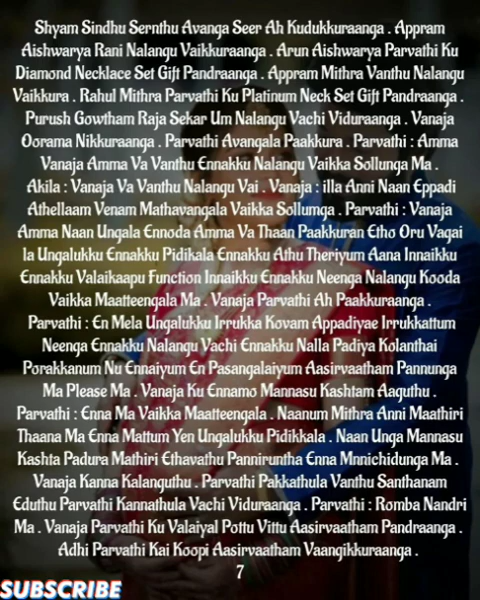 Shyam Sindhu Sernthu Avanga Seer Ah Kudukkuraanga . Appram
Aishwarya Rani Nalangu Vaikkuraanga . Arun Aishwarya Parvathi Ku
Diamond Necklace Set Gift Pandraanga . Appram Mithra Vanthu Nalangu
Vaikkura . Rahul Mithra Parvathi Ku Platinum Neck Set Gift Pandraanga .
Purush Gowtham Raja Sekar Um Nalangu Vachi Viduraanga . Vanaja
Oorama Nikkuraanga . Parvathi Avangala Paakkura . Parvathi : Amma
Vanaja Amma Va Vanthu Ennakku Nalangu Vaikka Sollunga Ma .
Akila : Vanaja Va Vanthu Nalangu Vai . Vanaja : illa Anni Naan Eppadi
Athellaam Venam Mathavangala Vaikka Sollumga . Parvathi : Vanaja
Amma Naan Ungala Ennoda Amma Va Thaan Paakkuran Etho Oru Vagai
la Ungalukku Ennakku Pidikala Ennakku Athu Theriyum Aana Innaikku
Ennakku Valaikaapu Function Innaikku Ennakku Neenga Nalangu Kooda
Vaikka Maatteengala Ma . Vanaja Parvathi Ah Paakkuraanga .
Parvathi : En Mela Ungalukku Irrukka Kovam Appadiyae Irrukkattum
Neenga Ennakku Nalangu Vachi Ennakku Nalla Padiya Kolanthai
Porakkanum Nu Ennaiyum En Pasangalaiyum Aasirvaatham Pannunga
Ma Please Ma . Vanaja Ku Ennamo Mannasu Kashtam Aaguthu .
Parvathi : Enna Ma Vaikka Maatteengala . Naanum Mithra Anni Maathiri
Thaana Ma Enna Mattum Yen Ungalukku Pidikkala . Naan Unga Mannasu
Kashta Padura Mathiri Ethavathu Panniruntha Enna Mnnichidunga Ma .
Vanaja Kanna Kalanguthu . Parvathi Pakkathula Vanthu Santhanam
Eduthu Parvathi Kannathula Vachi Viduraanga . Parvathi : Romba Nandri
Ma . Vanaja Parvathi Ku Valaiyal Pottu Vittu Aasirvaatham Pandraanga .
Adhi Parvathi Kai Koopi Aasirvaatham Vaangikkuraanga .
7
SUBSCRIBE